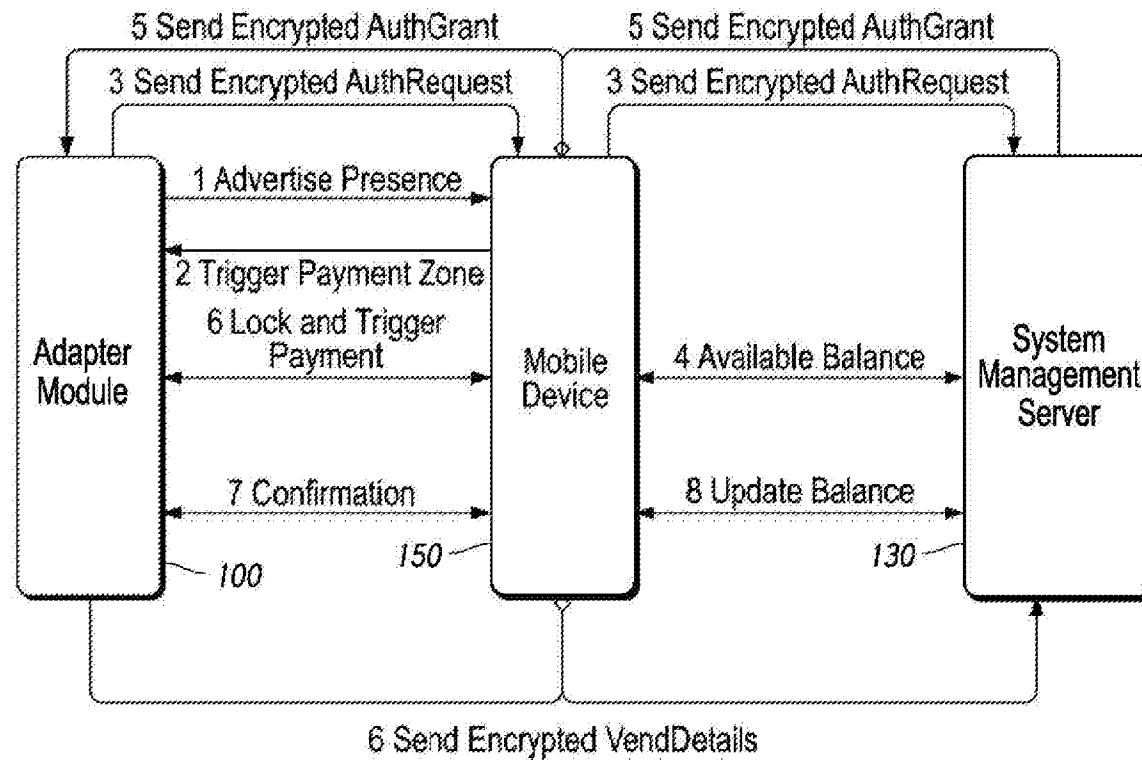 5 Send Encrypted AuthGrant
5 Send Encrypted AuthGrant
3 Send Encrypted AuthRequest
3 Send Encrypted AuthRequest
1 Advertise Presence
2 Trigger Payment Zone
6 Lock and Trigger
Payment
Adapter
Module
Mobile
Device
4 Available Balance
System
Management
Server
7 Confirmation
8 Update Balance
100
150
130
6 Send Encrypted VendDetails